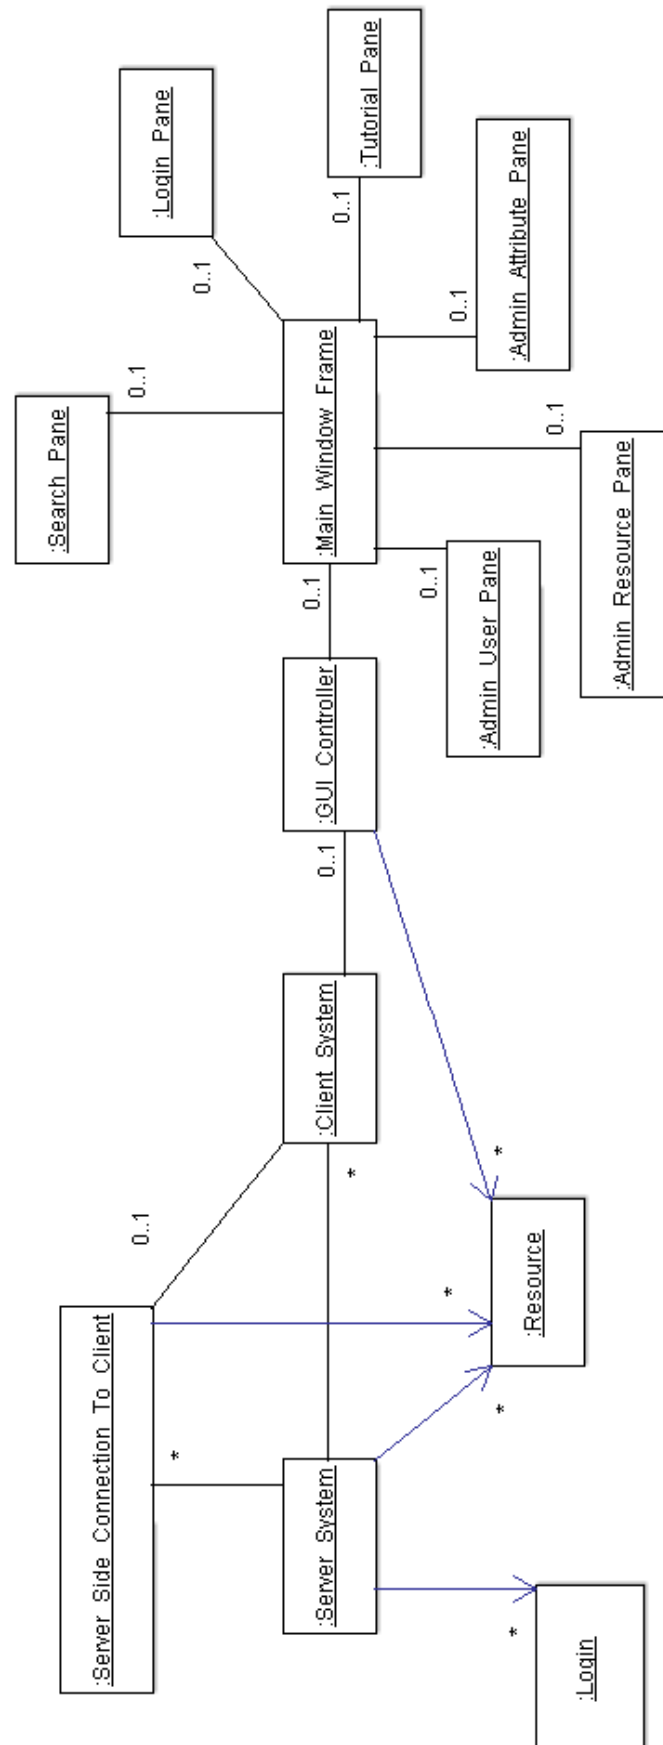 :Server Side Connection To Client
0..1
:Search Pane
0..1
:Login Pane
0..1
*
:Server System
*
:Client System
0..1
:GUI Controller
0..1
:Main Window Frame
0..1
:Tutorial Pane
*
*
*
0..1
0..1
0..1
*
:Login
:Resource
:Admin User Pane
:Admin Resource Pane
:Admin Attribute Pane